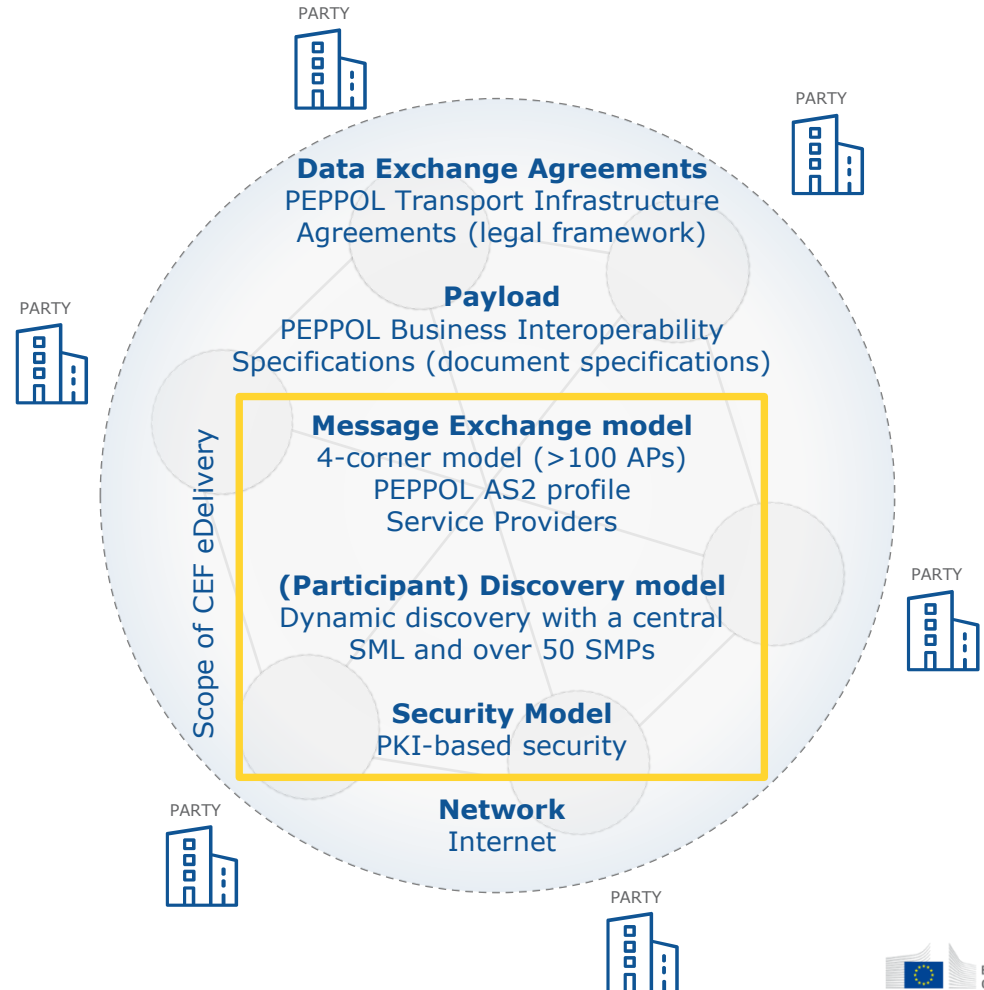 PARTY
PARTY
Data Exchange Agreements
PEPPOL Transport Infrastructure
Agreements (legal framework)
PARTY
Payload
PEPPOL Business Interoperability
Specifications (document specifications)
Scope of CEF eDelivery
Message Exchange model
4-corner model (>100 APs)
PEPPOL AS2 profile
Service Providers
(Participant) Discovery model
Dynamic discovery with a central
SML and over 50 SMPs
PARTY
Security Model
PKI-based security
PARTY
Network
Internet
PARTY